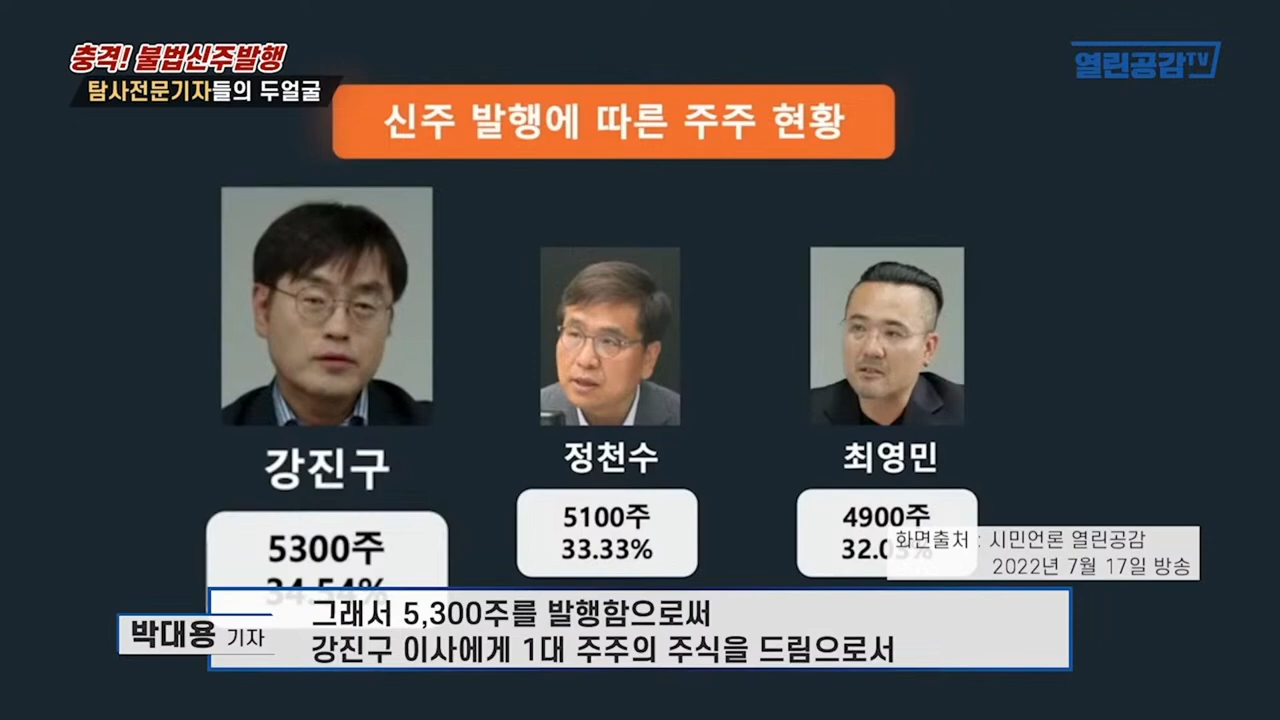 충격! 불법신주발행
탐사전문기자들의 두얼굴
열린공감TV
신주 발행에 따른 주주 현황
강진구
5300주
34.54%
정천수
5100주
33.33%
최영민
4900주
화면출처 : 시민언론 열린공감
2022년 7월 17일 방송
박대용 기자
그래서 5,300주를 발행함으로써
강진구 이사에게 1대 주주의 주식을 드림으로서